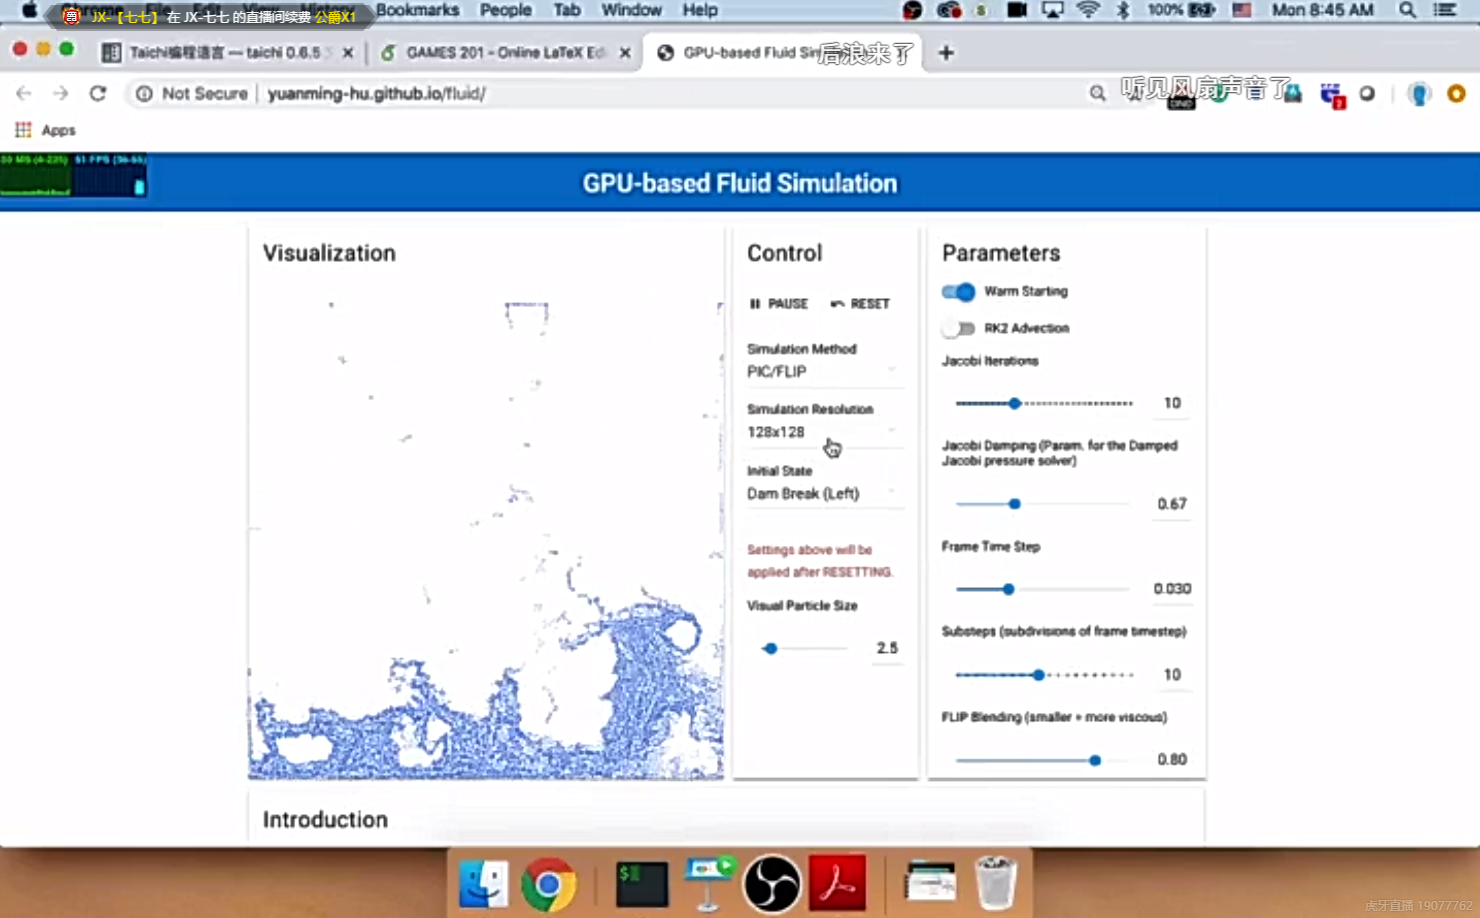 JX-【七七】 在 JX-七七 的直播间续费 公爵X1
Bookmarks People Tab Window Help
100%
Mon 8:45 AM
Taichi编程语言 — taichi 0.6.5
GAMES 201 - Online LaTeX Ed
GPU-based Fluid Sim
后浪来了
Not Secure
yuanming-hu.github.io/fluid/
听见风扇声音了
Apps
GPU-based Fluid Simulation
Visualization
Control
PAUSE
RESET
Simulation Method
PIC/FLIP
Simulation Resolution
128x128
Initial State
Dam Break (Left)
Settings above will be
applied after RESETTING.
Visual Particle Size
2.5
Parameters
Warm Starting
RK2 Advection
Jacobi Iterations
10
Jacobi Damping (Param. for the Damped
Jacobi pressure solver)
0.67
Frame Time Step
0.030
Substeps (subdivisions of frame timestep)
10
FLIP Blending (smaller = more viscous)
0.80
Introduction
虎牙直播 19077762